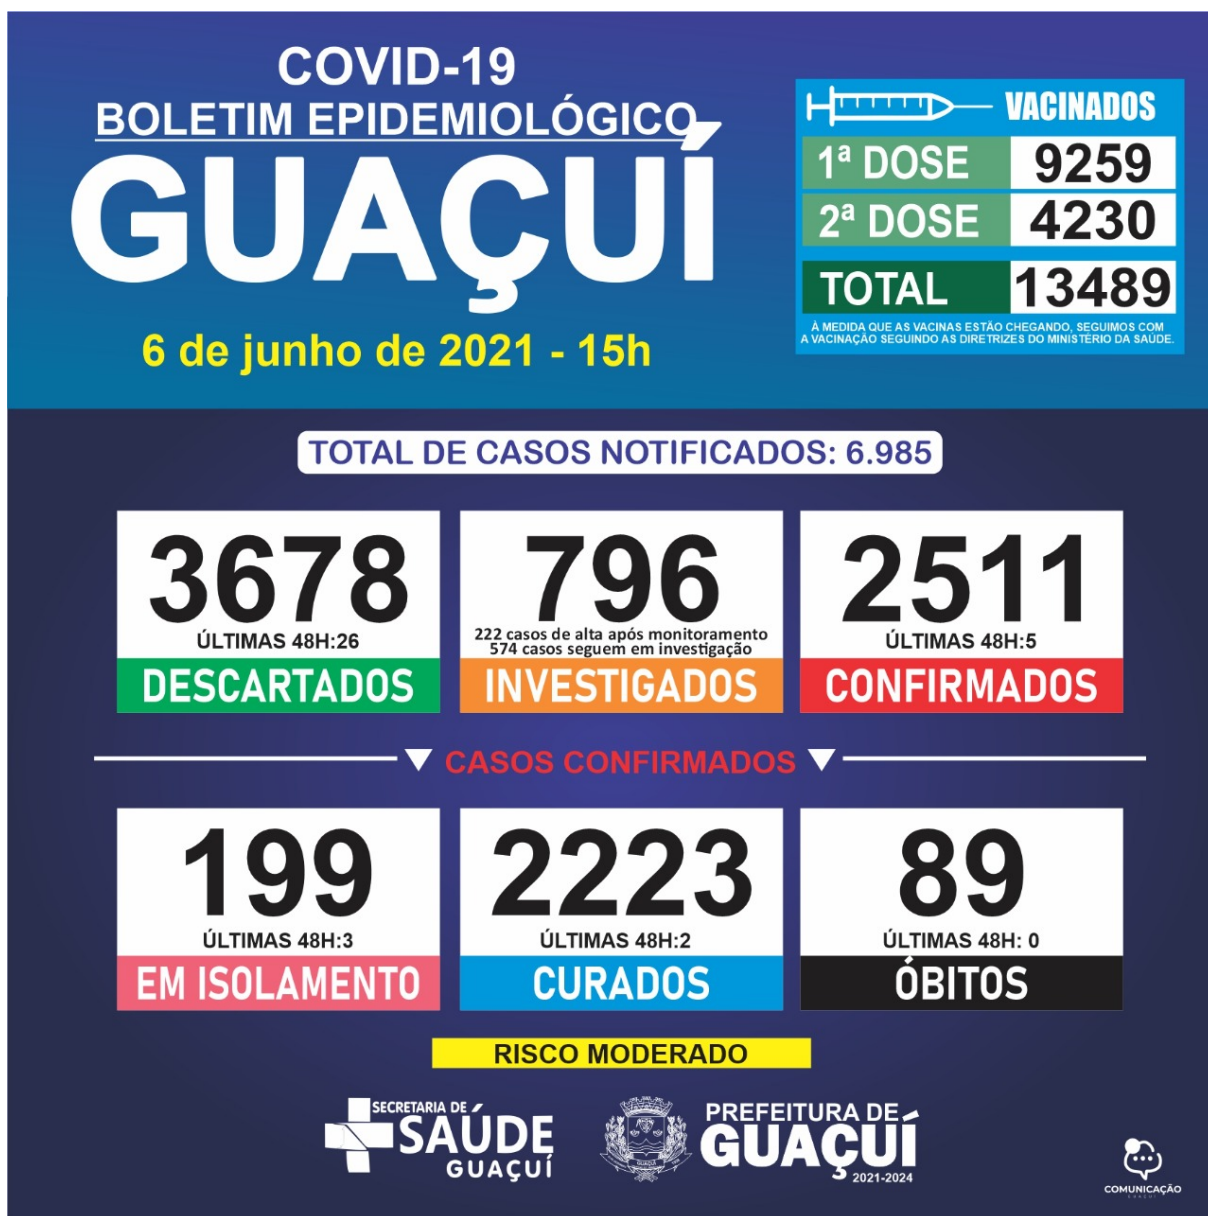 COVID-19
BOLETIM EPIDEMIOLÓGICO
GUAÇUÍ
6 de junho de 2021 - 15h
VACINADOS
1ª DOSE 9259
2ª DOSE 4230
TOTAL 13489
À MEDIDA QUE AS VACINAS ESTÃO CHEGANDO, SEGUIMOS COM
A VACINAÇÃO SEGUINDO AS DIRETRIZES DO MINISTÉRIO DA SAÚDE.
TOTAL DE CASOS NOTIFICADOS: 6.985
3678
ÚLTIMAS 48H:26
DESCARTADOS
796
222 casos de alta após monitoramento
574 casos seguem em investigação
INVESTIGADOS
2511
ÚLTIMAS 48H:5
CONFIRMADOS
CASOS CONFIRMADOS
199
ÚLTIMAS 48H:3
EM ISOLAMENTO
2223
ÚLTIMAS 48H:2
CURADOS
89
ÚLTIMAS 48H: 0
ÓBITOS
RISCO MODERADO
SECRETARIA DE
SAÚDE
GUAÇUÍ
PREFEITURA DE
GUAÇUÍ
2021-2024
COMUNICAÇÃO